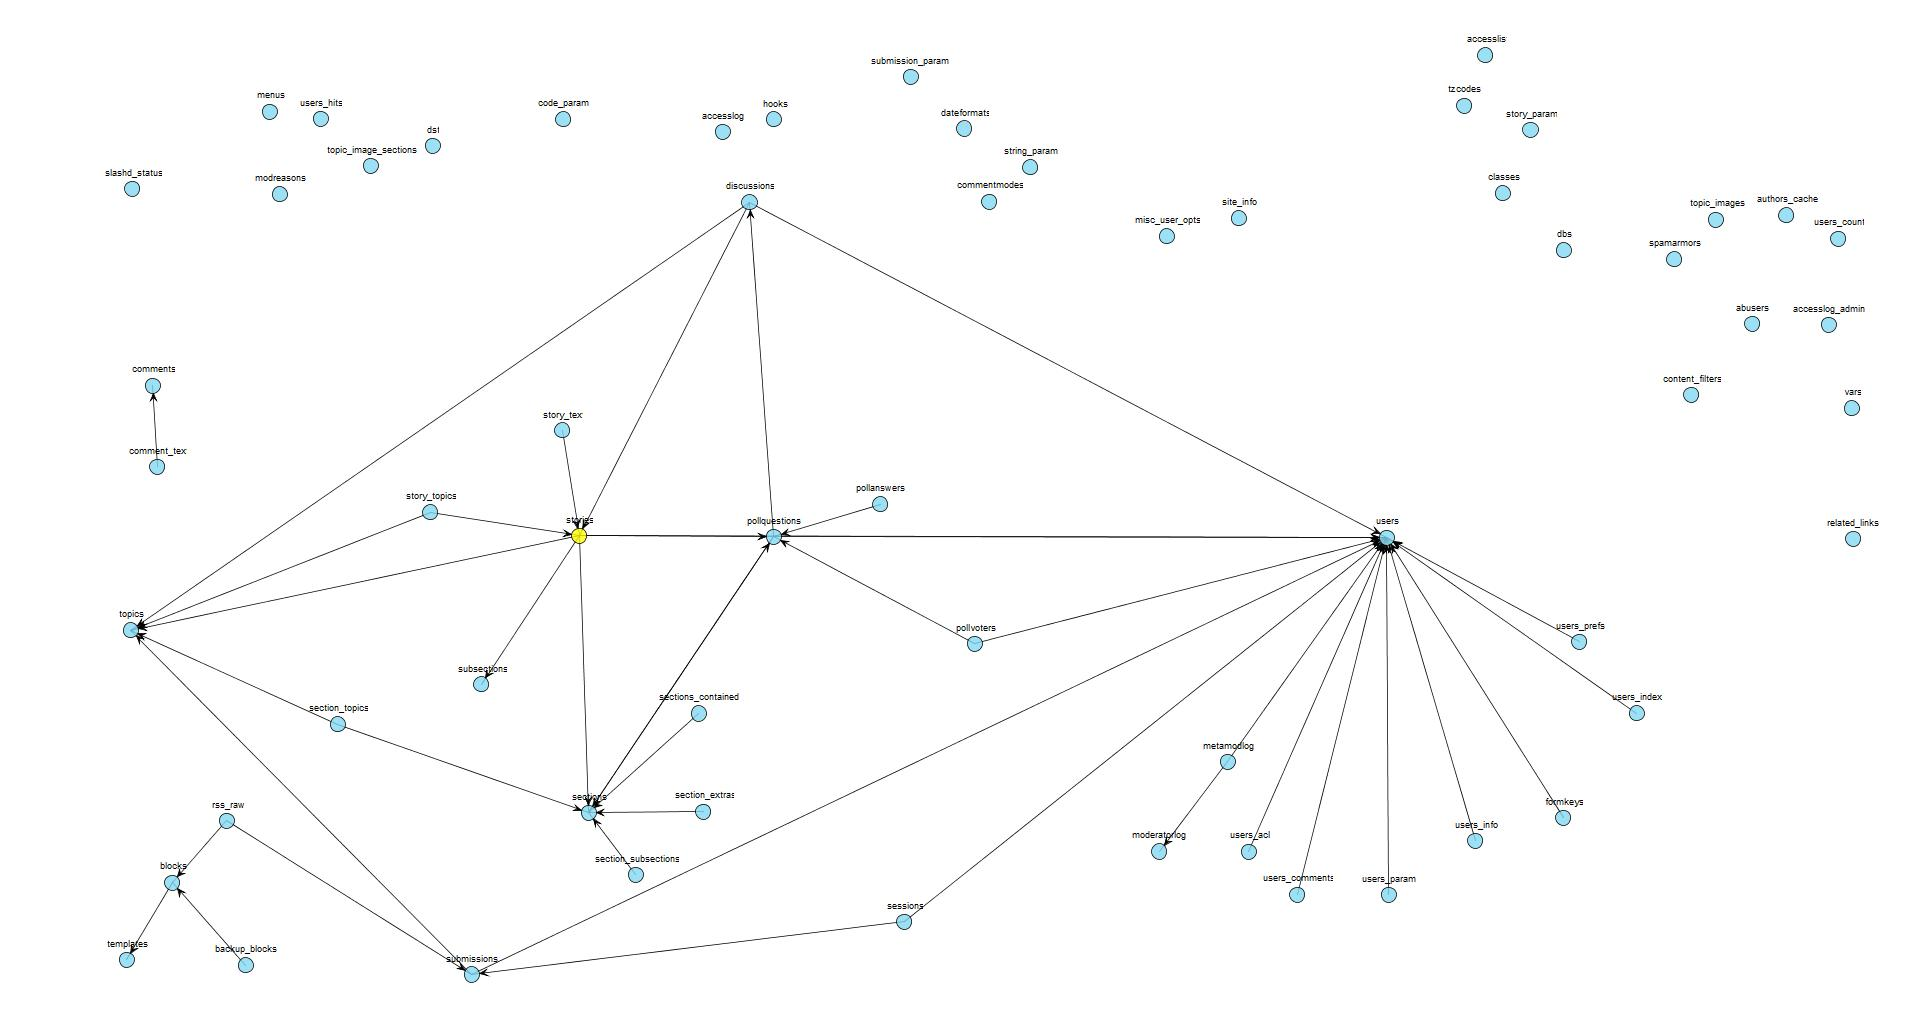 accesslis
submission_param
tzcodes
menus
users_hits
code_param
hooks
accesslog
dateformats
story_param
dst
topic_image_sections
string_param
slashd_status
modreasons
discussions
commentmodes
classes
misc_user_opts
site_info
topic_images
authors_cache
users_count
dbs
spamarmors
abusers
accesslog_admin
comments
content_filters
vars
story_tex
comment_tex
story_topics
pollanswers
stories
pollquestions
users
related_links
topics
pollvoters
users_prefs
subsections
sections_contained
users_index
section_topics
metamodlog
rss_raw
sections
section_extras
formkeys
moderatorlog
users_acl
users_info
blocks
section_subsections
users_comments
users_param
sessions
templates
backup_blocks
submissions